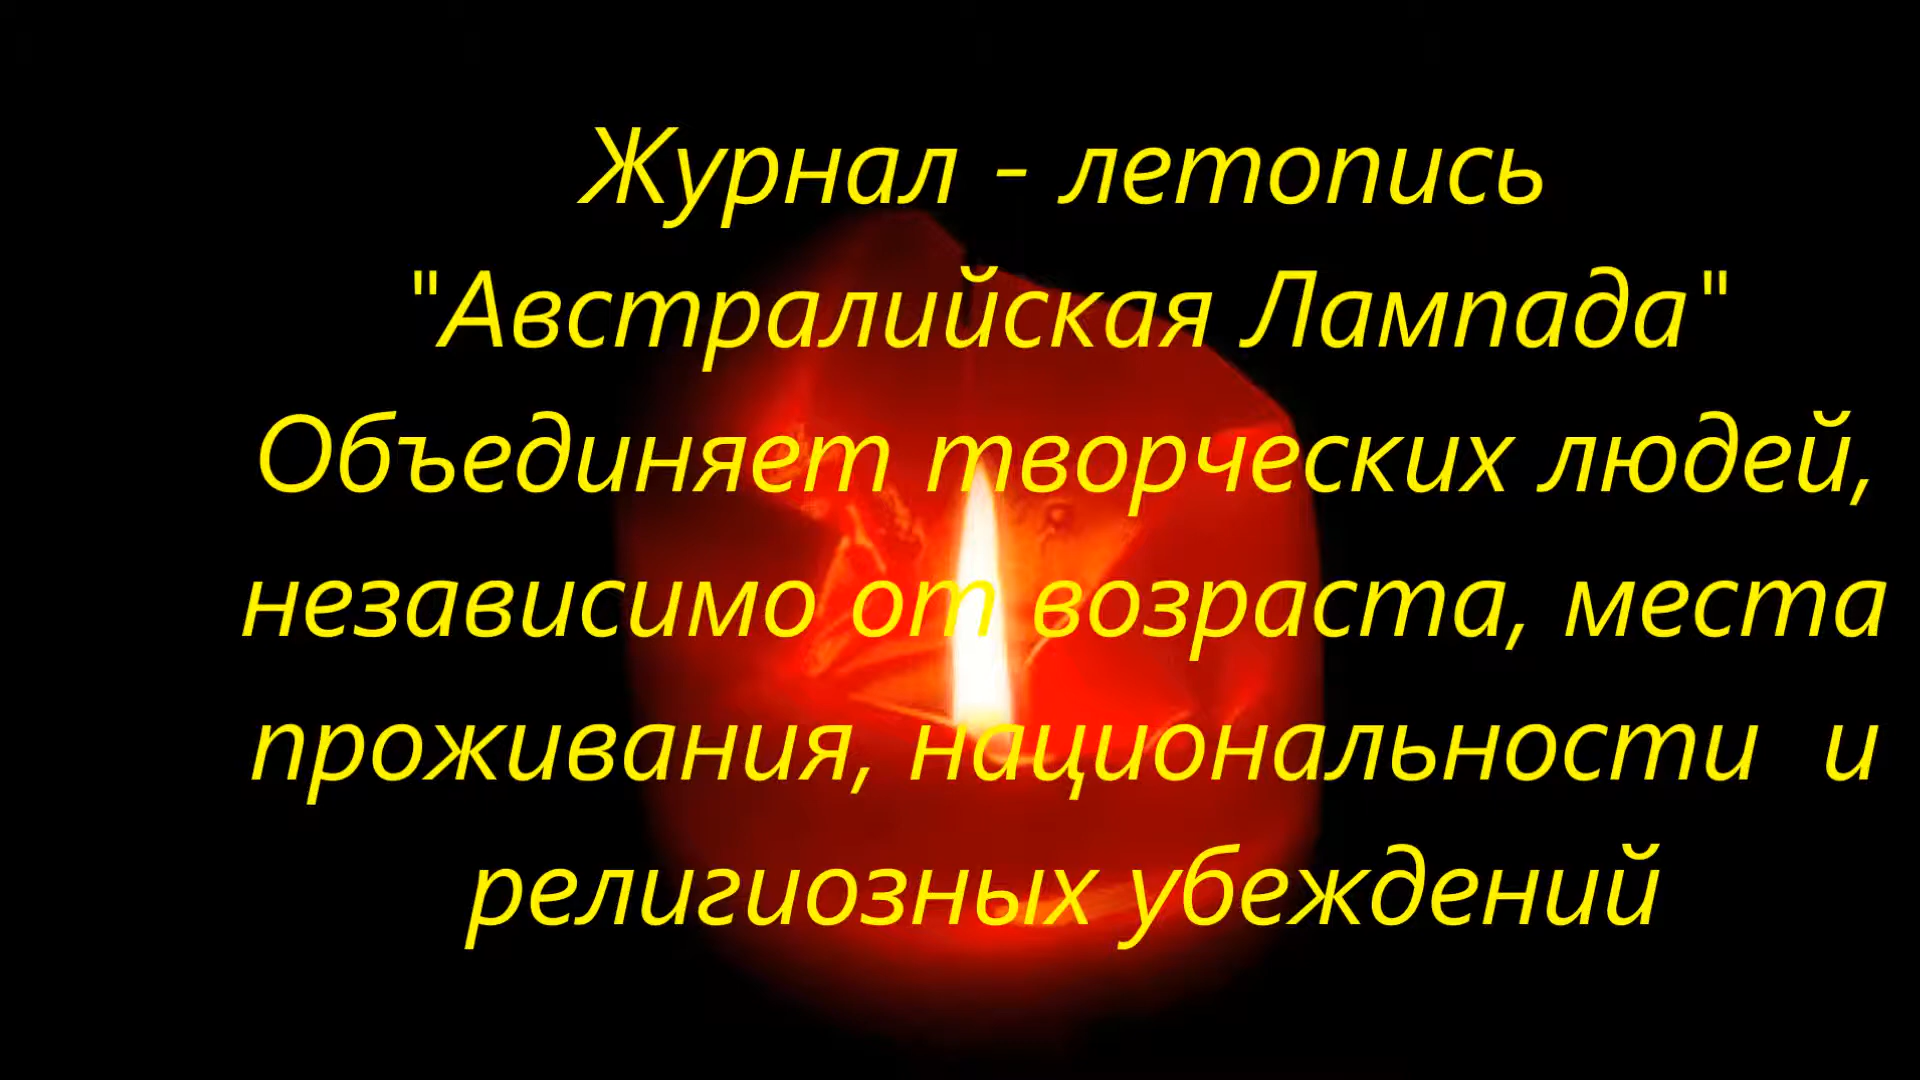 Журнал - летопись
"Австралийская Лампада"
Объединяет творческих людей,
независимо от возраста, места
проживания, национальности и
религиозных убеждений